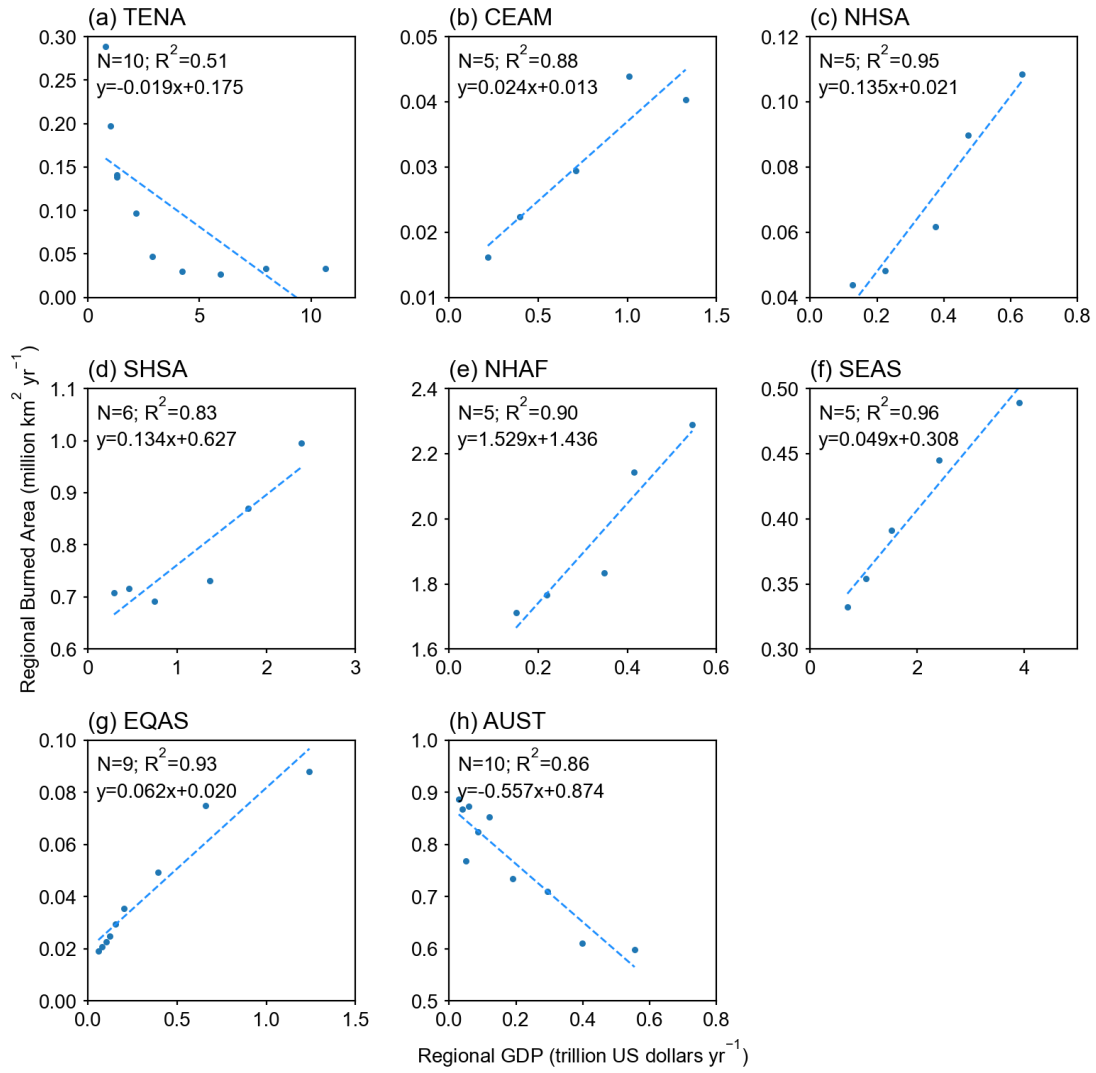 (a) TENA
N=10; R²=0.51
y=-0.019x+0.175
0.30
0.25
0.20
0.15
0.10
0.05
0.00
0 5 10
(b) CEAM
N=5; R²=0.88
y=0.024x+0.013
0.05
0.04
0.03
0.02
0.01
0.0 0.5 1.0 1.5
(c) NHSA
N=5; R²=0.95
y=0.135x+0.021
0.12
0.10
0.08
0.06
0.04
0.0 0.2 0.4 0.6 0.8
Regional Burned Area (million km² yr⁻¹)
(d) SHSA
N=6; R²=0.83
y=0.134x+0.627
1.1
1.0
0.9
0.8
0.7
0.6
0 1 2 3
(e) NHAF
N=5; R²=0.90
y=1.529x+1.436
2.4
2.2
2.0
1.8
1.6
0.0 0.2 0.4 0.6
(f) SEAS
N=5; R²=0.96
y=0.049x+0.308
0.50
0.45
0.40
0.35
0.30
0 2 4
(g) EQAS
N=9; R²=0.93
y=0.062x+0.020
0.10
0.08
0.06
0.04
0.02
0.00
0.0 0.5 1.0 1.5
(h) AUST
N=10; R²=0.86
y=-0.557x+0.874
1.0
0.9
0.8
0.7
0.6
0.5
0.0 0.2 0.4 0.6 0.8
Regional GDP (trillion US dollars yr⁻¹)